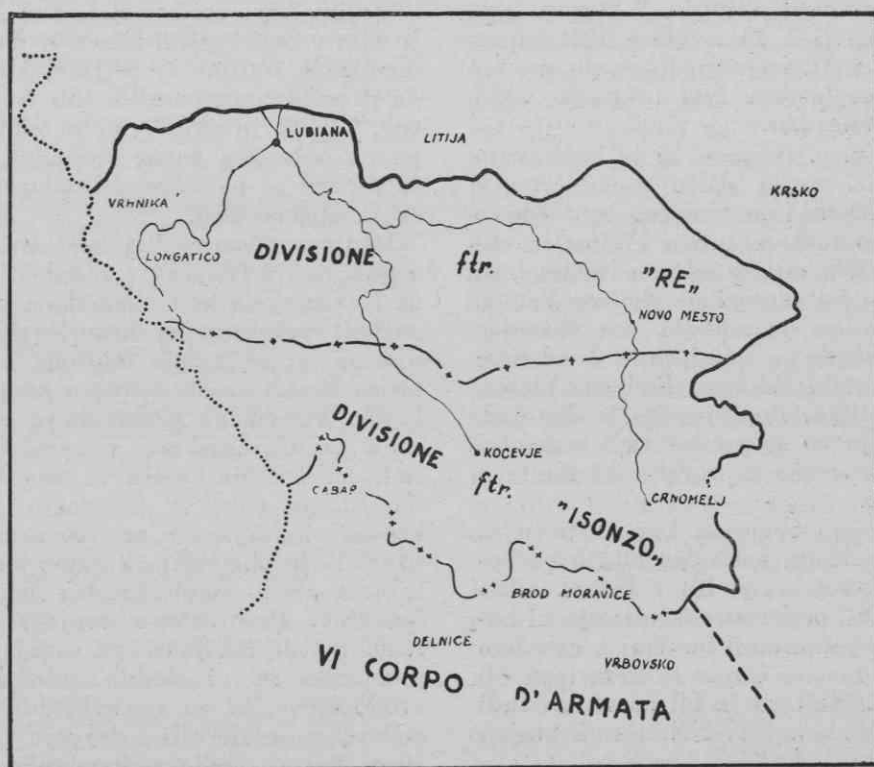 LUBIANA
LITIJA
KRSKO
VRHNIKA
LONGATICO
DIVISIONE
ftr.
"RE„
NOVO MESTO
DIVISIONE
KOČEVJE
ftr.
CABAR
CRNOMELJ
"ISONZO„
BROD MORAVICE
DELNICE
VRBOVSKO
VI CORPO
D'ARMATA